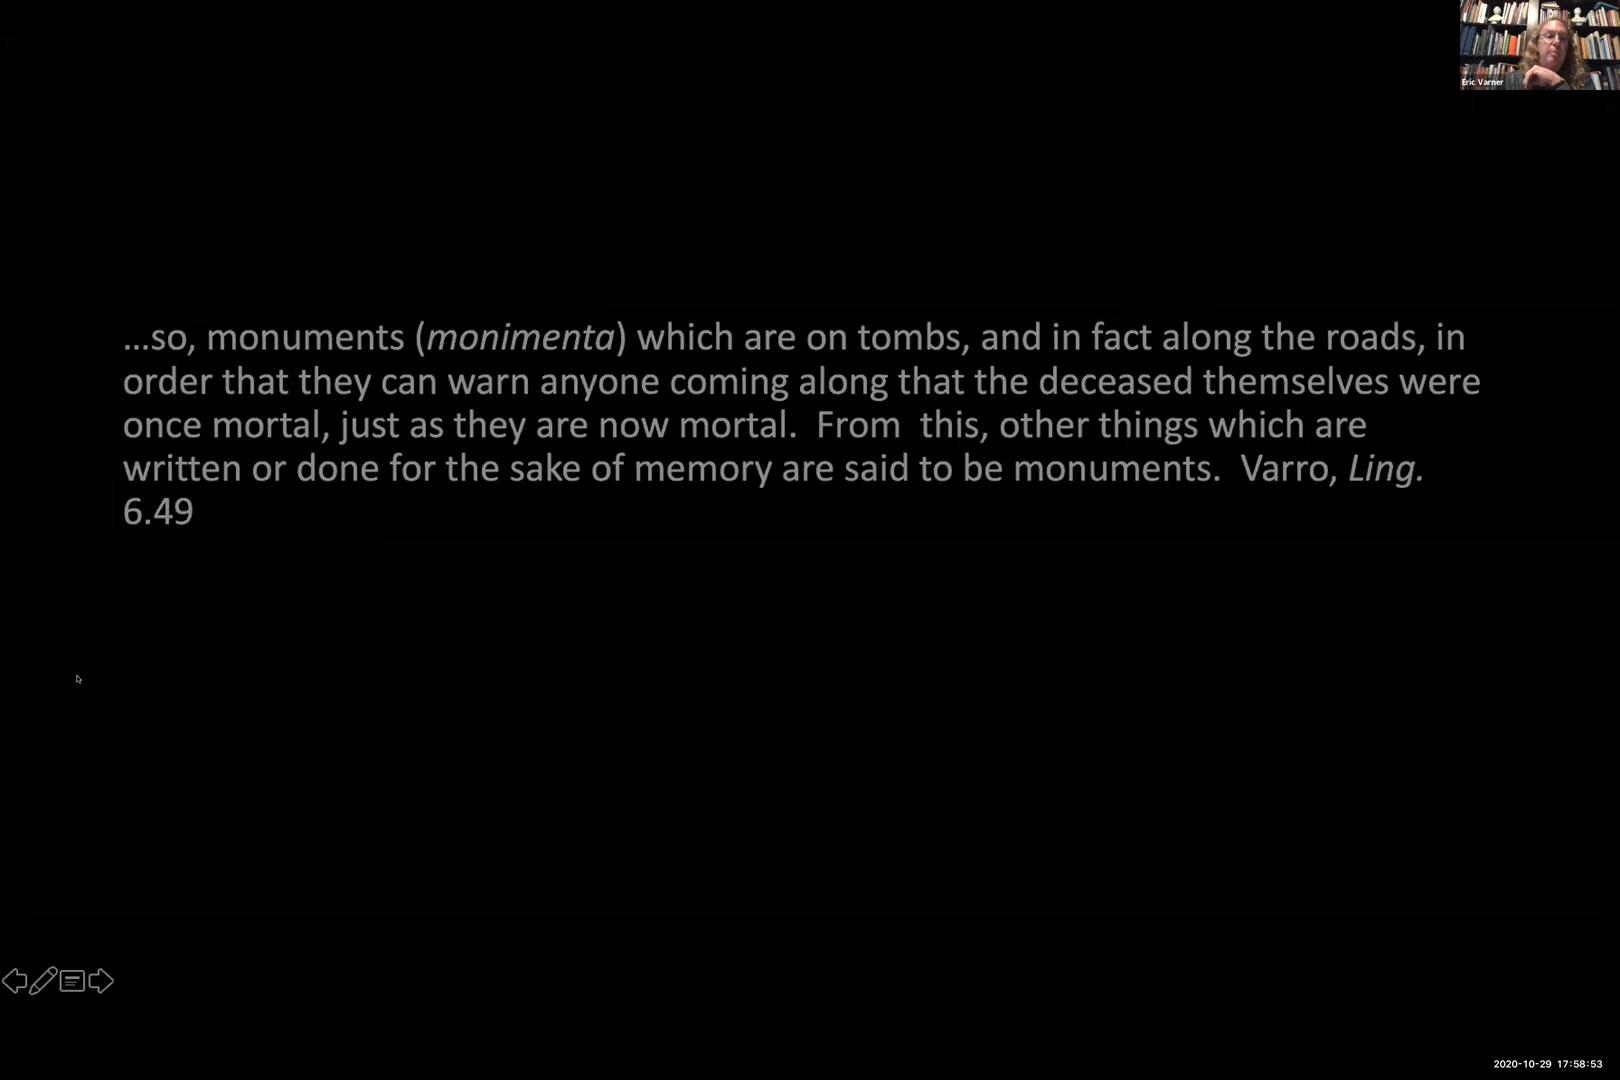 Eric Varner
...so, monuments (monimenta) which are on tombs, and in fact along the roads, in
order that they can warn anyone coming along that the deceased themselves were
once mortal, just as they are now mortal.  From  this, other things which are
written or done for the sake of memory are said to be monuments.  Varro, Ling.
6.49
2020-10-29 17:58:53